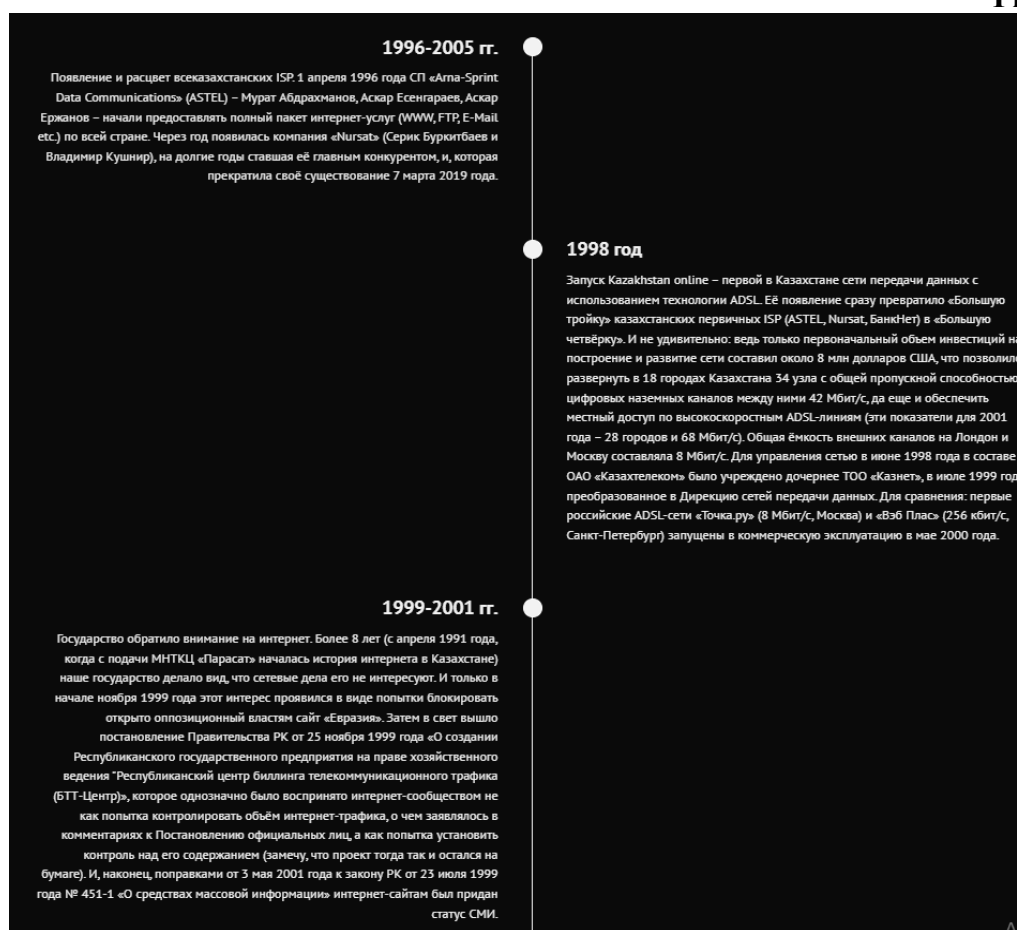 1996-2005 гг.
Появление и расцвет всеказахстанских ISP. 1 апреля 1996 года СП «Arna-Sprint
Data Communications» (ASTEL) – Мурат Абдрахманов, Аскар Есенгараев, Аскар
Ержанов – начали предоставлять полный пакет интернет-услуг (WWW, FTP, E-Mail
etc.) по всей стране. Через год появилась компания «Nursat» (Серик Буркитбаев и
Владимир Кушнир), на долгие годы ставшая её главным конкурентом, и, которая
прекратила своё существование 7 марта 2019 года.
1998 год
Запуск Kazakhstan online – первой в Казахстане сети передачи данных с
использованием технологии ADSL. Её появление сразу превратило «Большую
тройку» казахстанских первичных ISP (ASTEL, Nursat, БанкНет) в «Большую
четвёрку». И не удивительно: ведь только первоначальный объем инвестиций на
построение и развитие сети составил около 8 млн долларов США, что позволило
развернуть в 18 городах Казахстана 34 узла с общей пропускной способностью
цифровых наземных каналов между ними 42 Мбит/с, да еще и обеспечить
местный доступ по высокоскоростным ADSL-линиям (эти показатели для 2001
года – 28 городов и 68 Мбит/с). Общая ёмкость внешних каналов на Лондон и
Москву составляла 8 Мбит/с. Для управления сетью в июне 1998 года в составе
ОАО «Казахтелеком» было учреждено дочернее ТОО «Казнет», в июле 1999 год
преобразованное в Дирекцию сетей передачи данных. Для сравнения: первые
российские ADSL-сети «Точка.ру» (8 Мбит/с, Москва) и «Вэб Плас» (256 кбит/с,
Санкт-Петербург) запущены в коммерческую эксплуатацию в мае 2000 года.
1999-2001 гг.
Государство обратило внимание на интернет. Более 8 лет (с апреля 1991 года,
когда с подачи МНТКЦ «Парасат» началась история интернета в Казахстане)
наше государство делало вид, что сетевые дела его не интересуют. И только в
начале ноября 1999 года этот интерес проявился в виде попытки блокировать
открыто оппозиционный властям сайт «Евразия». Затем в свет вышло
постановление Правительства РК от 25 ноября 1999 года «О создании
Республиканского государственного предприятия на праве хозяйственного
ведения "Республиканский центр биллинга телекоммуникационного трафика
(БТТ-Центр)», которое однозначно было воспринято интернет-сообществом не
как попытка контролировать объём интернет-трафика, о чем заявлялось в
комментариях к Постановлению официальных лиц, а как попытка установить
контроль над его содержанием (замечу, что проект тогда так и остался на
бумаге). И, наконец, поправками от 3 мая 2001 года к закону РК от 23 июля 1999
года № 451-1 «О средствах массовой информации» интернет-сайтам был придан
статус СМИ.